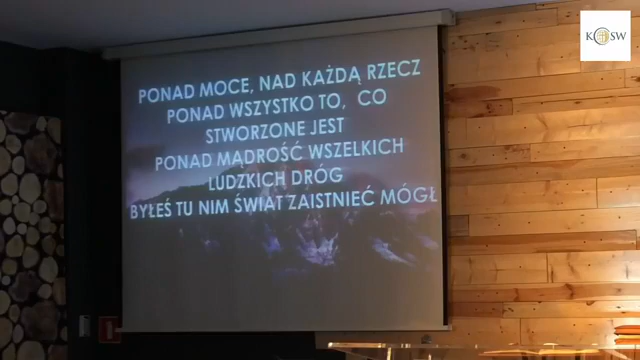 PONAD MOCE, NAD KAŻDĄ RZECZ
PONAD WSZYSTKO TO, CO
STWORZONE JEST
PONAD MĄDROŚĆ WSZELKICH
LUDZKICH DRÓG
BYŁEŚ TU NIM ŚWIAT ZAISTNIEĆ MÓGŁ
KCSW